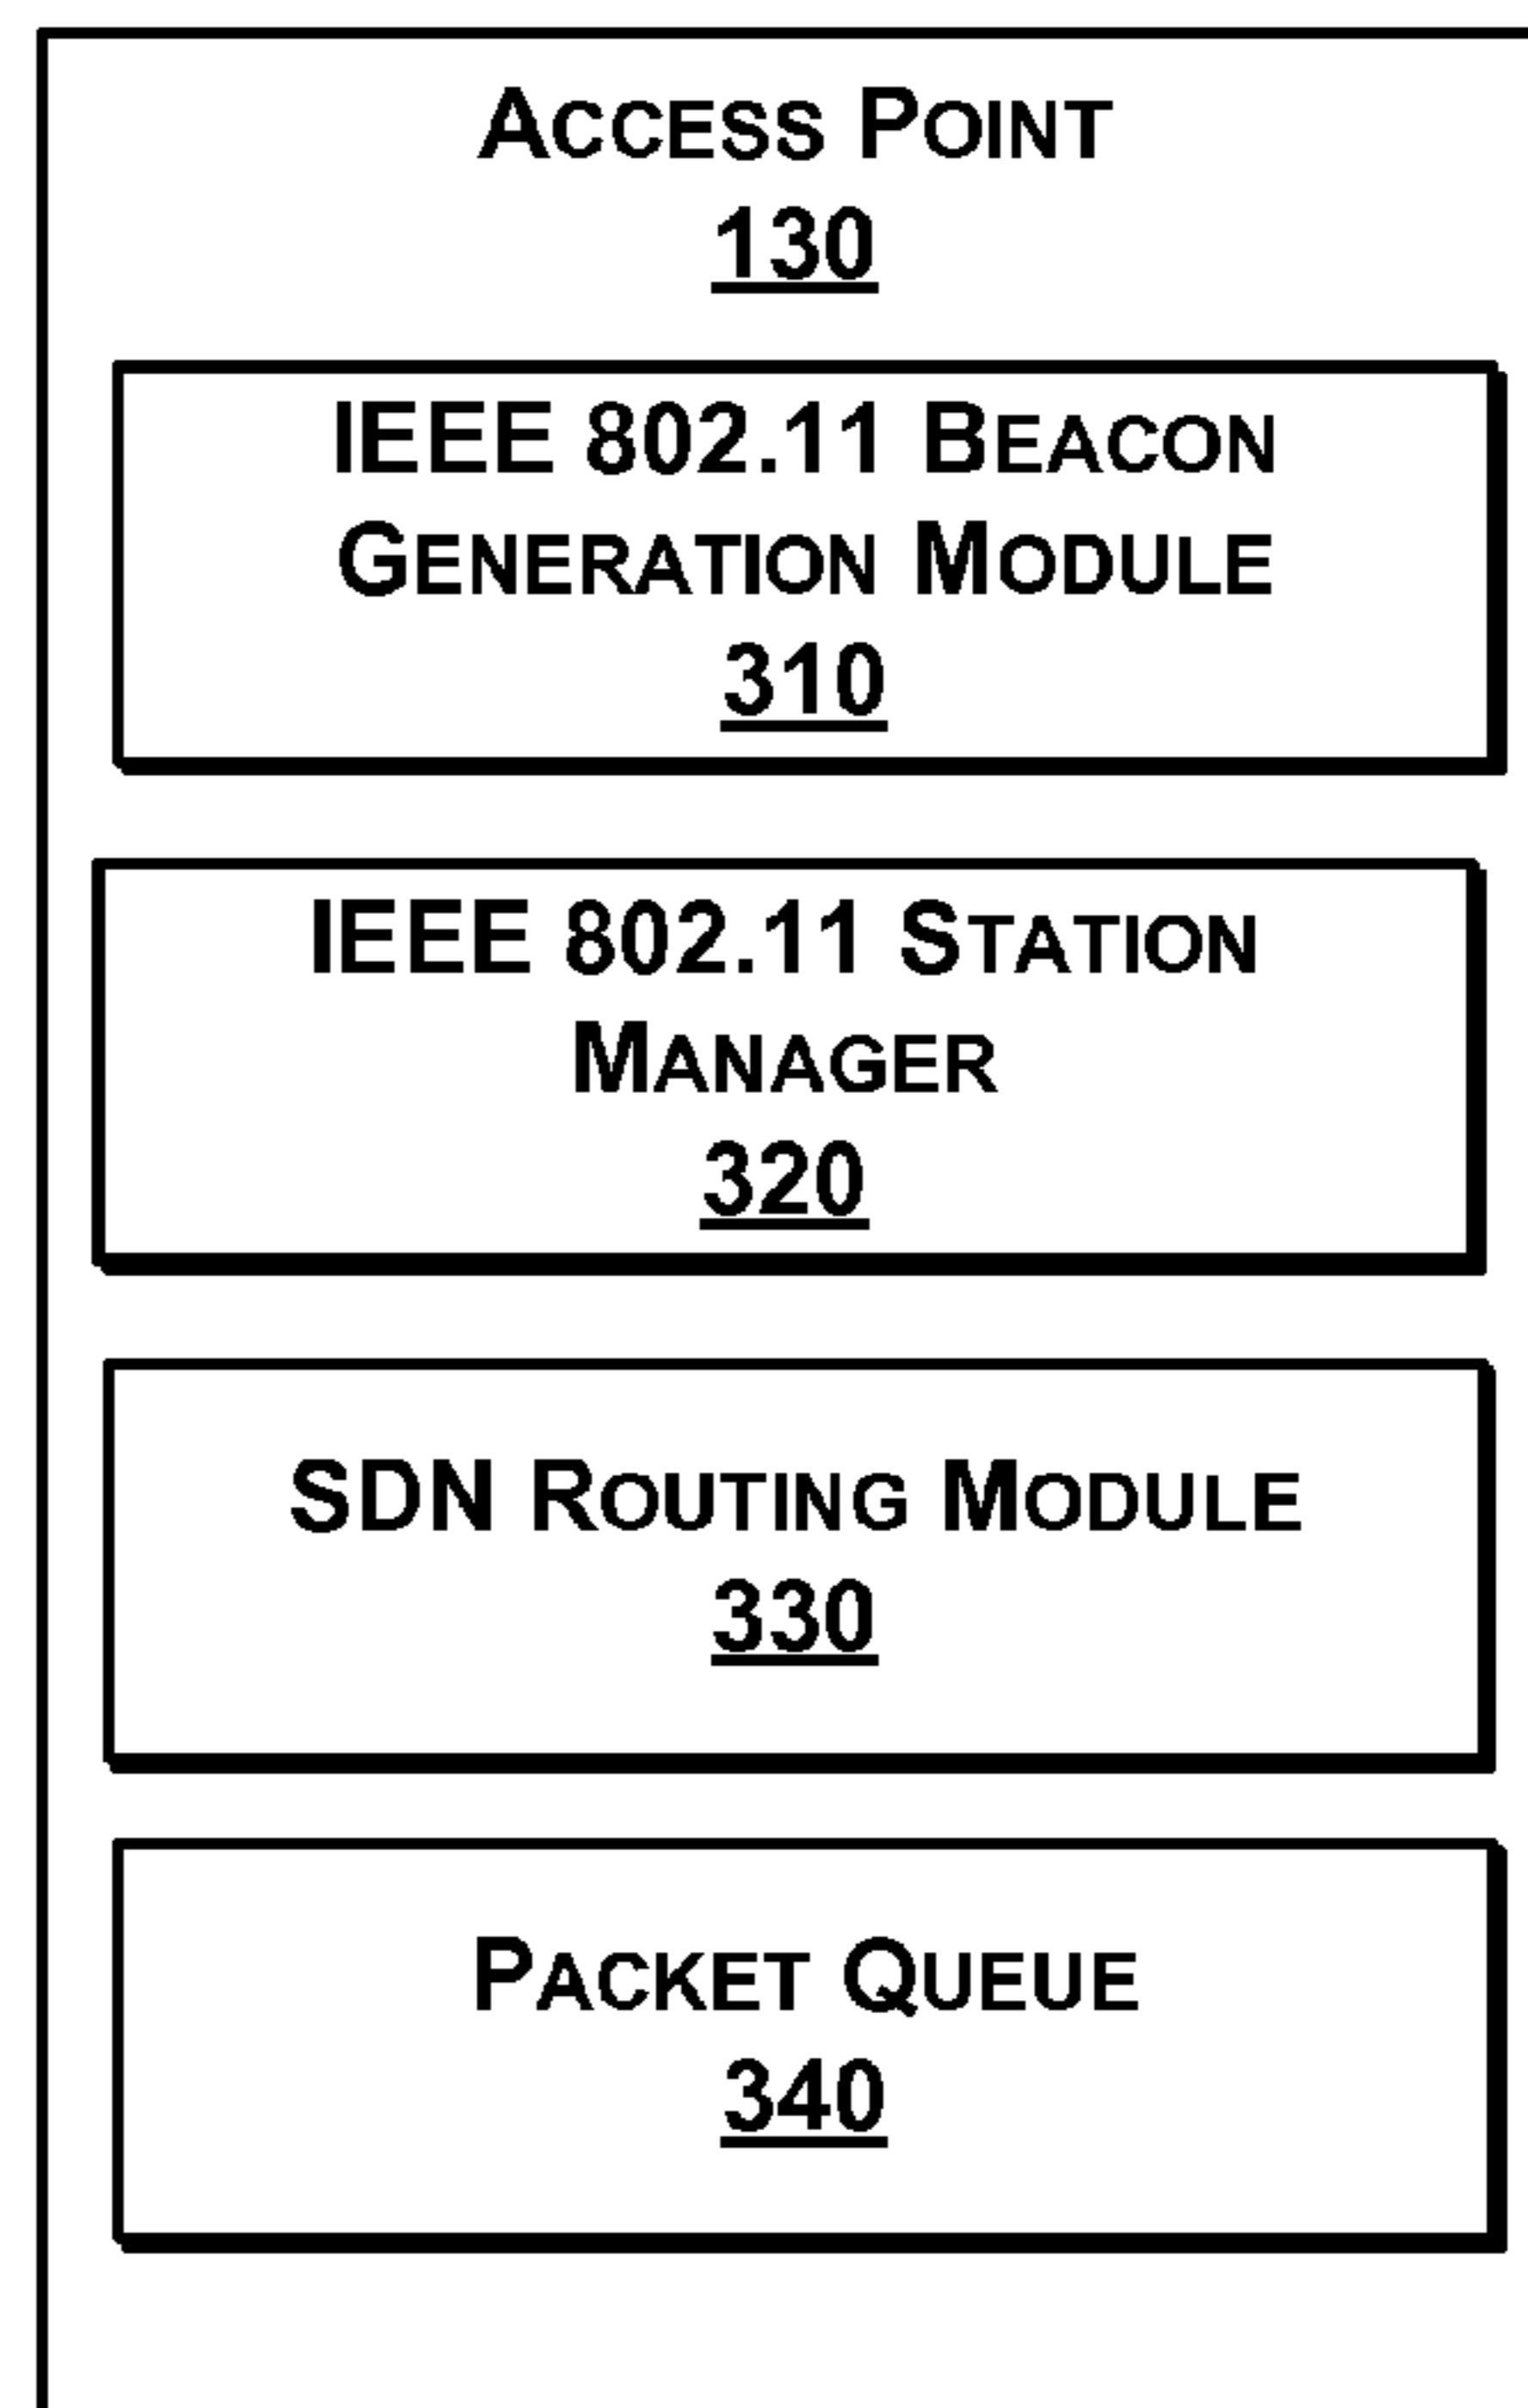 ACCESS POINT
130
IEEE 802.11 BEACON
GENERATION MODULE
310
IEEE 802.11 STATION
MANAGER
320
SDN ROUTING MODULE
330
PACKET QUEUE
340